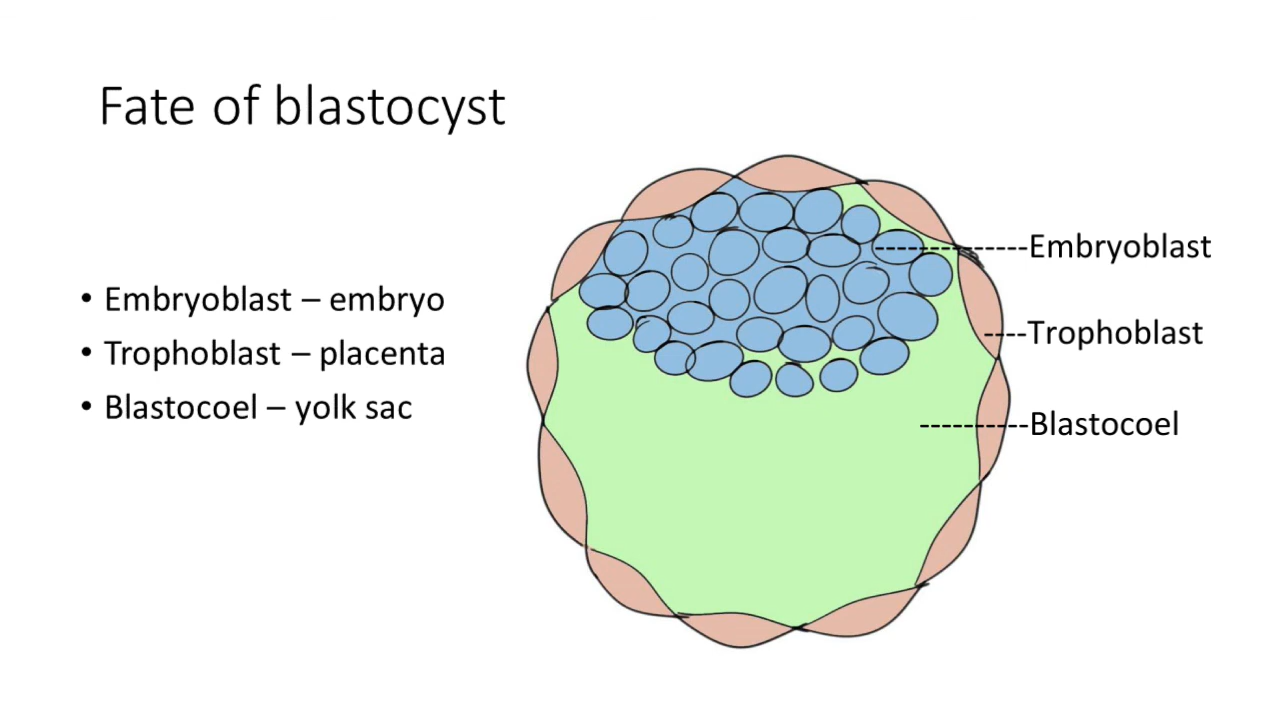 Fate of blastocyst
• Embryoblast – embryo
• Trophoblast – placenta
• Blastocoel – yolk sac
Embryoblast
Trophoblast
Blastocoel